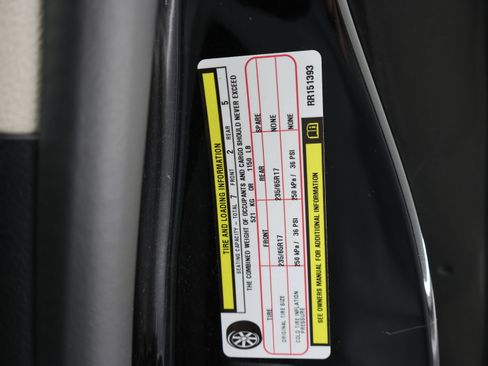 TIRE AND LOADING INFORMATION
SEATING CAPACITY - TOTAL 7 FRONT 2 REAR 5
THE COMBINED WEIGHT OF OCCUPANTS AND CARGO SHOULD NEVER EXCEED
521 KG OR 1150 LB
TIRE FRONT REAR SPARE
ORIGINAL TIRE SIZE 235/65R17 235/65R17 NONE
COLD TIRE INFLATION PRESSURE 250 kPa / 36 PSI 250 kPa / 36 PSI NONE
SEE OWNERS MANUAL FOR ADDITIONAL INFORMATION
RR151393